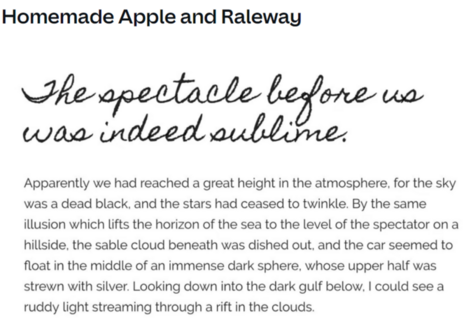 Homemade Apple and Raleway
The spectacle before us
was indeed sublime.
Apparently we had reached a great height in the atmosphere, for the sky
was a dead black, and the stars had ceased to twinkle. By the same
illusion which lifts the horizon of the sea to the level of the spectator on a
hillside, the sable cloud beneath was dished out, and the car seemed to
float in the middle of an immense dark sphere, whose upper half was
strewn with silver. Looking down into the dark gulf below, I could see a
ruddy light streaming through a rift in the clouds.